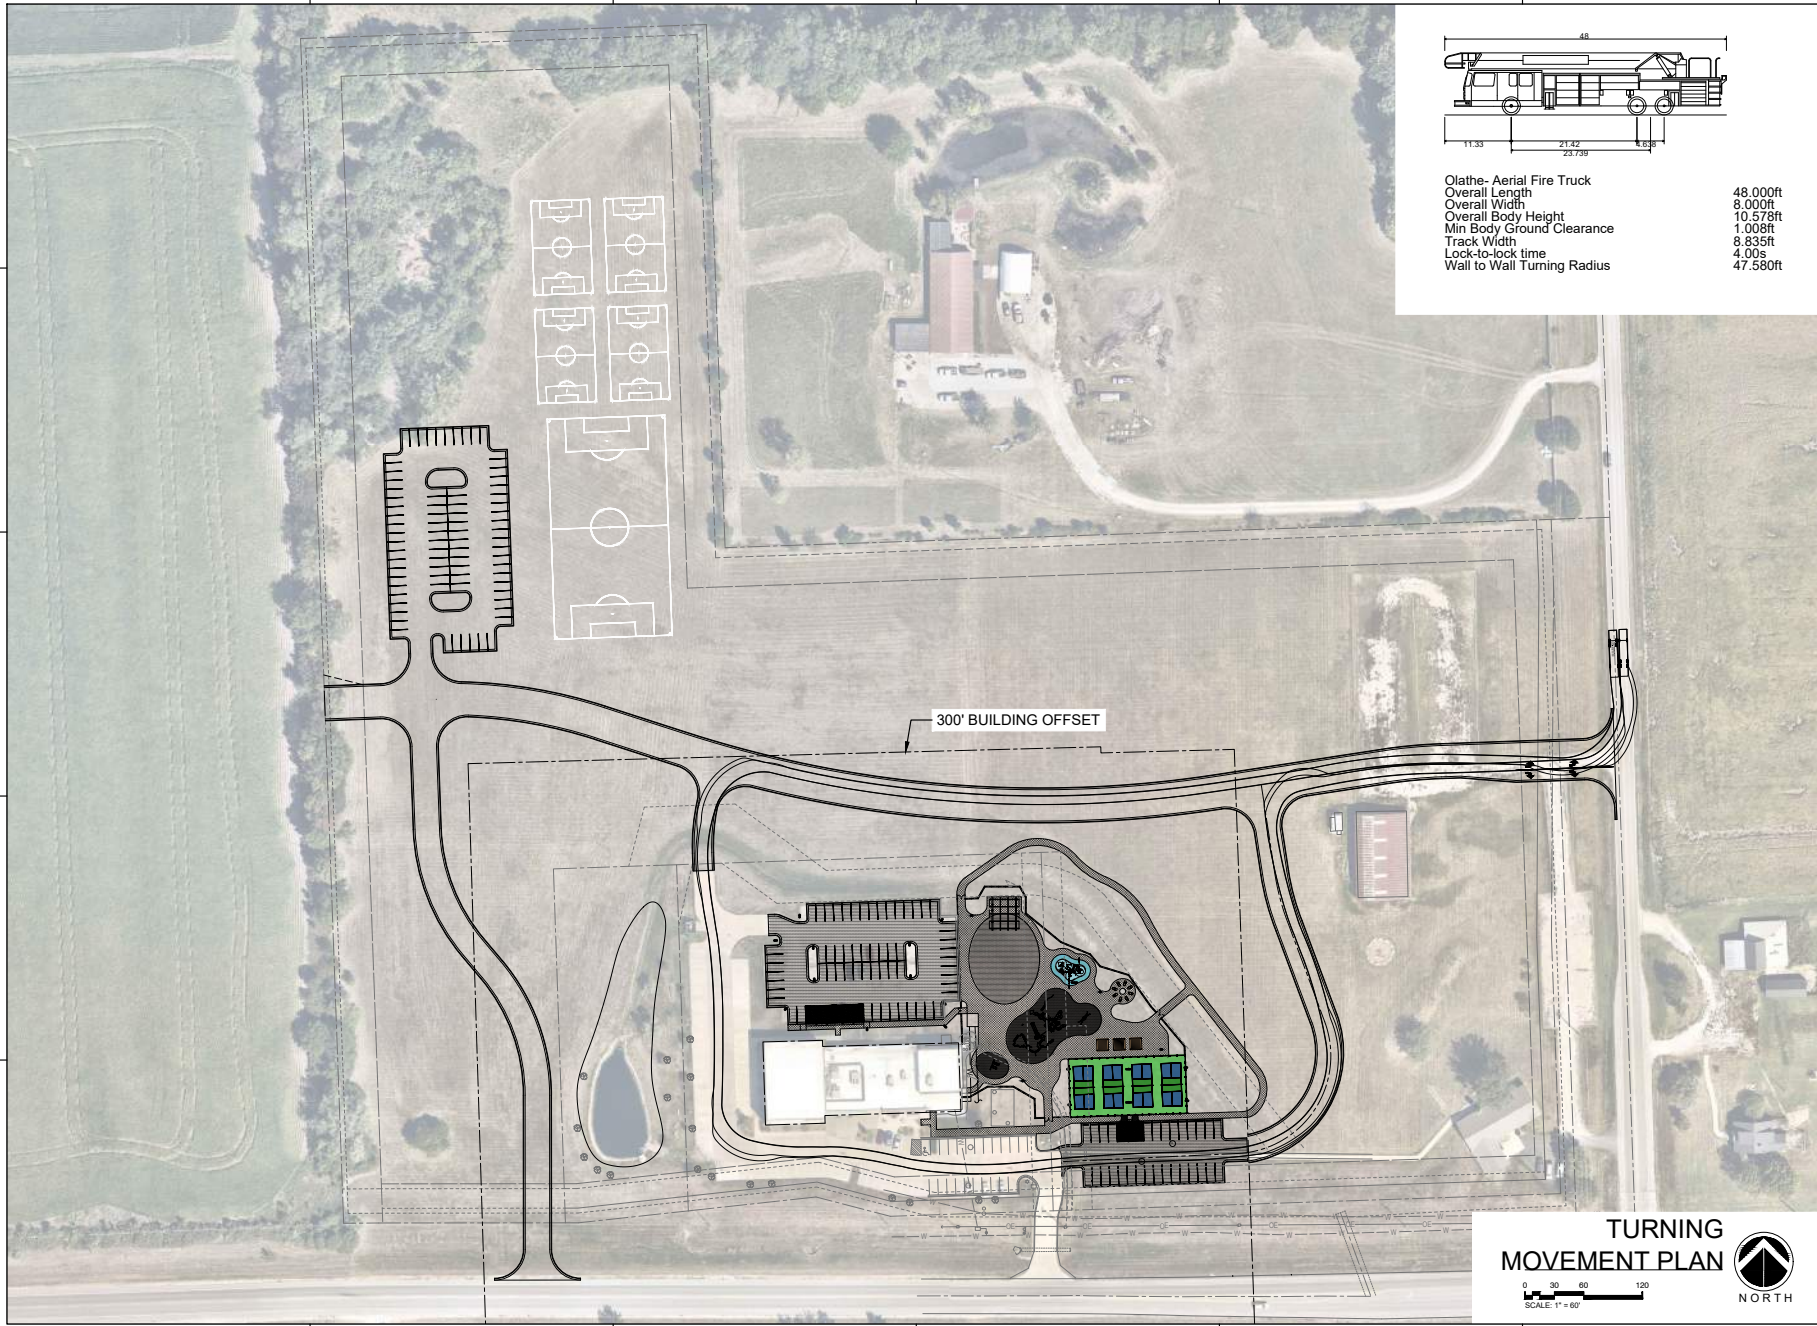 48
11.33
21.42
4.638
23.739
Olathe- Aerial Fire Truck
Overall Length 48.000ft
Overall Width 8.000ft
Overall Body Height 10.578ft
Min Body Ground Clearance 1.008ft
Track Width 8.835ft
Lock-to-lock time 4.00s
Wall to Wall Turning Radius 47.580ft
300' BUILDING OFFSET
TURNING
MOVEMENT PLAN
0 30 60 120
SCALE: 1" = 60'
NORTH